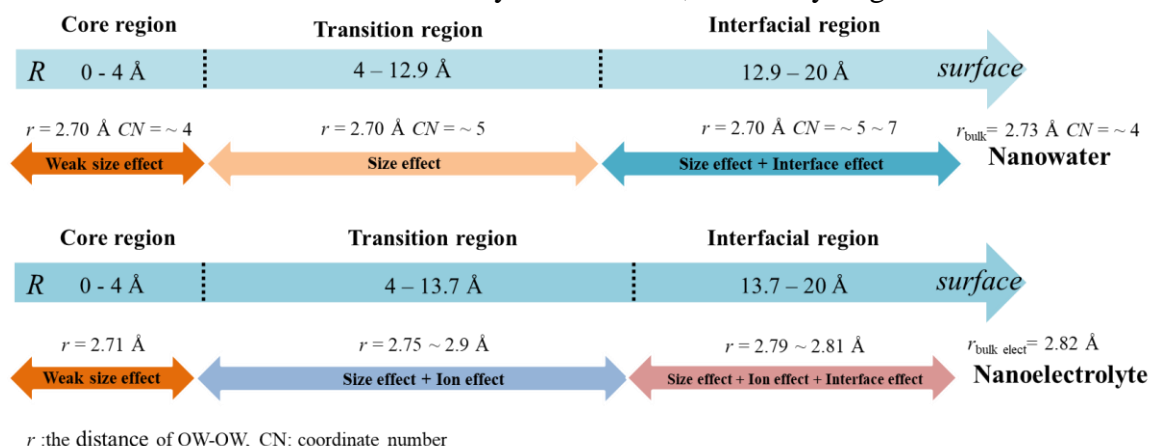 Core region Transition region Interfacial region
R 0 - 4 Å 4 – 12.9 Å 12.9 – 20 Å surface
r = 2.70 Å CN = ~ 4 r = 2.70 Å CN = ~ 5 r = 2.70 Å CN = ~ 5 ~ 7 r bulk= 2.73 Å CN = ~ 4
Weak size effect Size effect Size effect + Interface effect Nanowater
Core region Transition region Interfacial region
R 0 - 4 Å 4 – 13.7 Å 13.7 – 20 Å surface
r = 2.71 Å r = 2.75 ~ 2.9 Å r = 2.79 ~ 2.81 Å r bulk elect= 2.82 Å
Weak size effect Size effect + Ion effect Size effect + Ion effect + Interface effect Nanoelectrolyte
r :the distance of OW-OW, CN: coordinate number